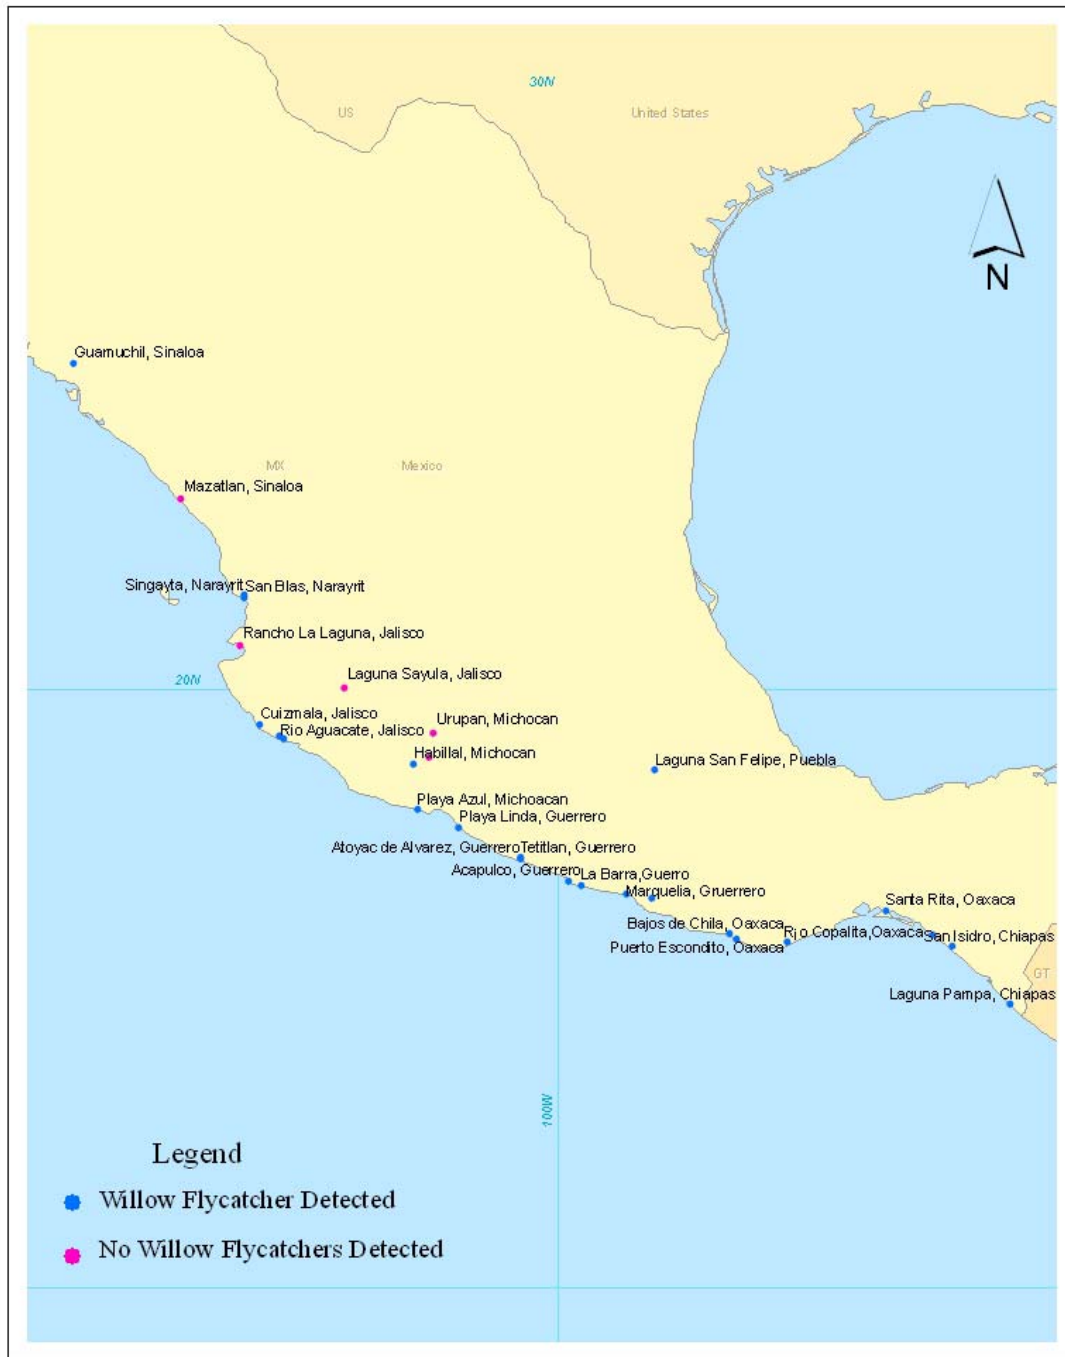 30N
US
United States
N
Guamuchil, Sinaloa
MX
Mexico
Mazatlan, Sinaloa
Singayta, Narayrit
San Blas, Narayrit
Rancho La Laguna, Jalisco
Laguna Sayula, Jalisco
20N
Cuizmala, Jalisco
Urupan, Michocan
Rio Aguacate, Jalisco
Habillal, Michocan
Laguna San Felipe, Puebla
Playa Azul, Michoacan
Playa Linda, Guerrero
Atoyac de Alvarez, Guerrero
Tetitlan, Guerrero
Acapulco, Guerrero
La Barra,Guerro
Marquelia, Gruerrero
Santa Rita, Oaxaca
Bajos de Chila, Oaxaca
Rio Copalita,Oaxaca
San Isidro, Chiapas
Puerto Escondito, Oaxaca
GT
Laguna Pampa, Chiapas
100W
Legend
Willow Flycatcher Detected
No Willow Flycatchers Detected